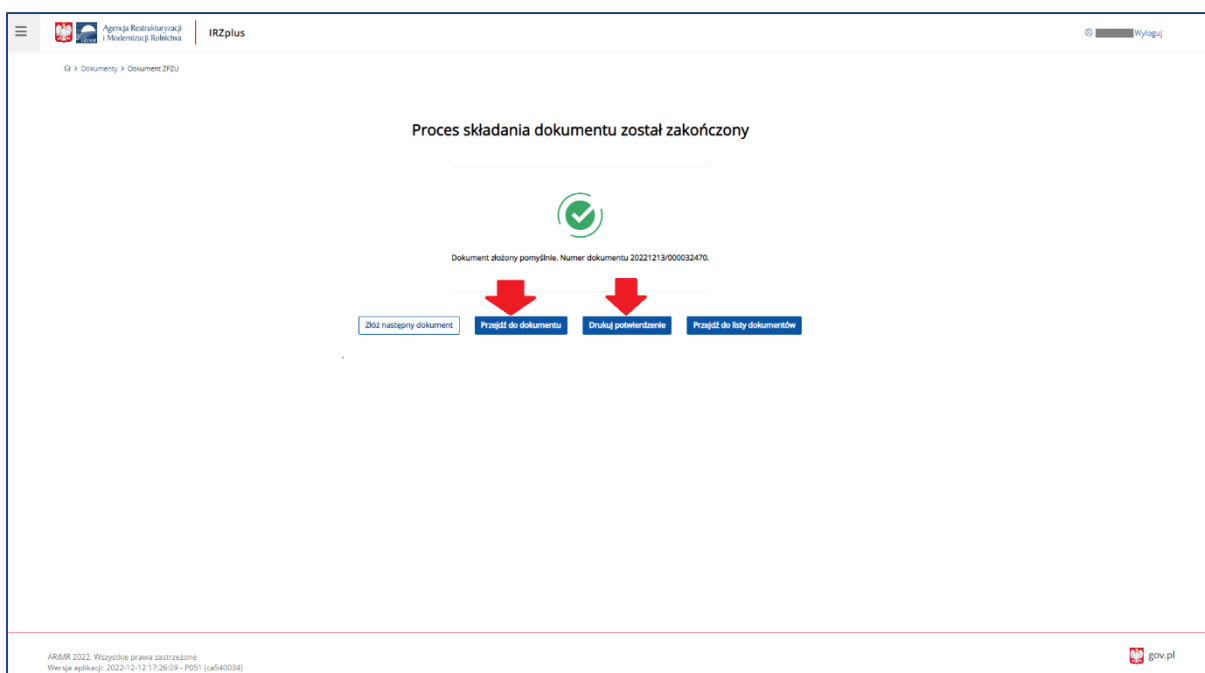 Agencja Restrukturyzacji
i Modernizacji Rolnictwa
IRZplus
Wyloguj
> Dokumenty > Dokument ZPZU
Proces składania dokumentu został zakończony
Dokument złożony pomyślnie. Numer dokumentu 20221213/000032470.
Złóż następny dokument
Przejdź do dokumentu
Drukuj potwierdzenie
Przejdź do listy dokumentów
ARiMR 2022. Wszystkie prawa zastrzeżone
Wersja aplikacji: 2022-12-12 17:26:09 - P051 (ca540034)
gov.pl